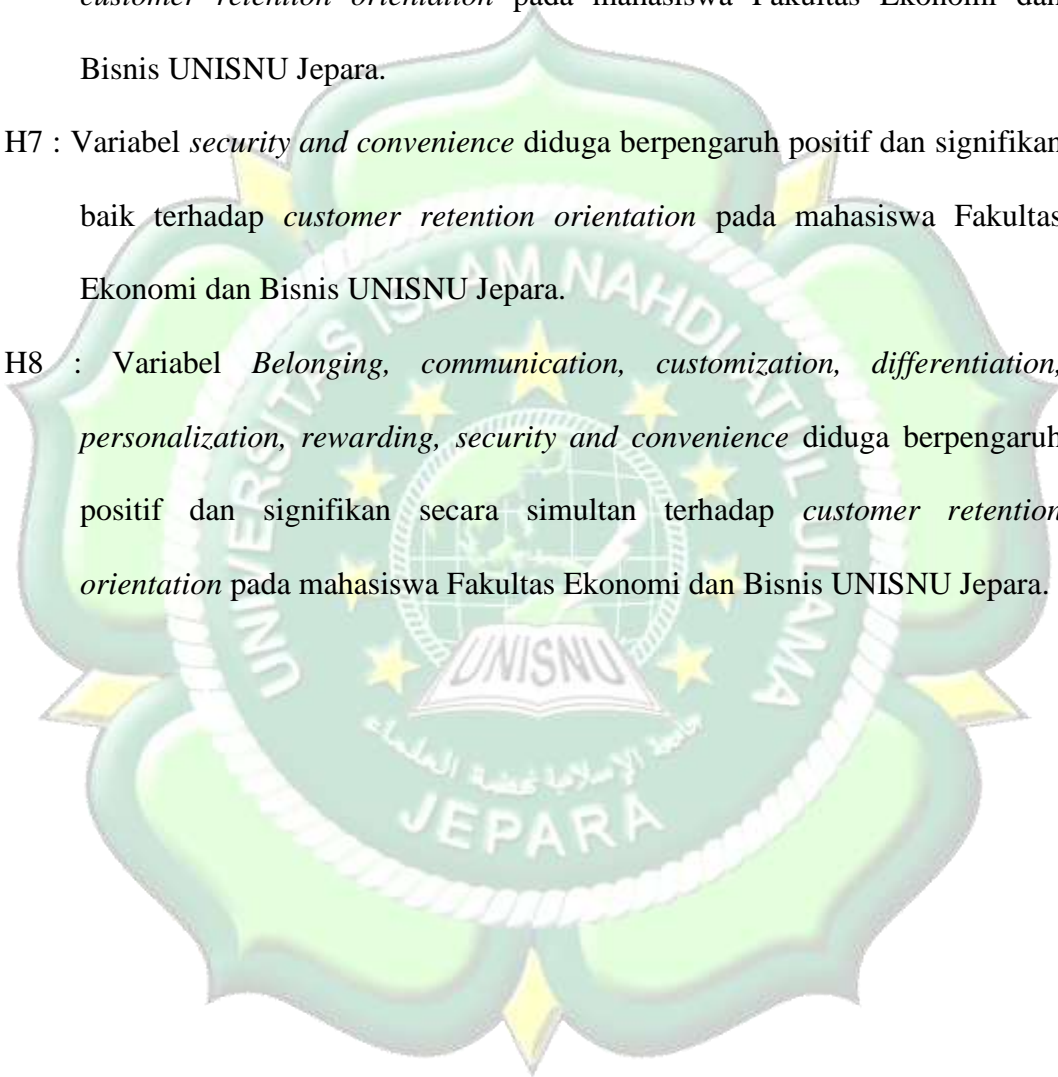 customer retention orientation pada mahasiswa Fakultas Ekonomi dan
Bisnis UNISNU Jepara.
H7 : Variabel security and convenience diduga berpengaruh positif dan signifikan
baik terhadap customer retention orientation pada mahasiswa Fakultas
Ekonomi dan Bisnis UNISNU Jepara.
H8 : Variabel Belonging, communication, customization, differentiation,
personalization, rewarding, security and convenience diduga berpengaruh
positif dan signifikan secara simultan terhadap customer retention
orientation pada mahasiswa Fakultas Ekonomi dan Bisnis UNISNU Jepara.
UNIVERSITAS ISLAM NAHDLATUL ULAMA
UNISNU
JEPARA